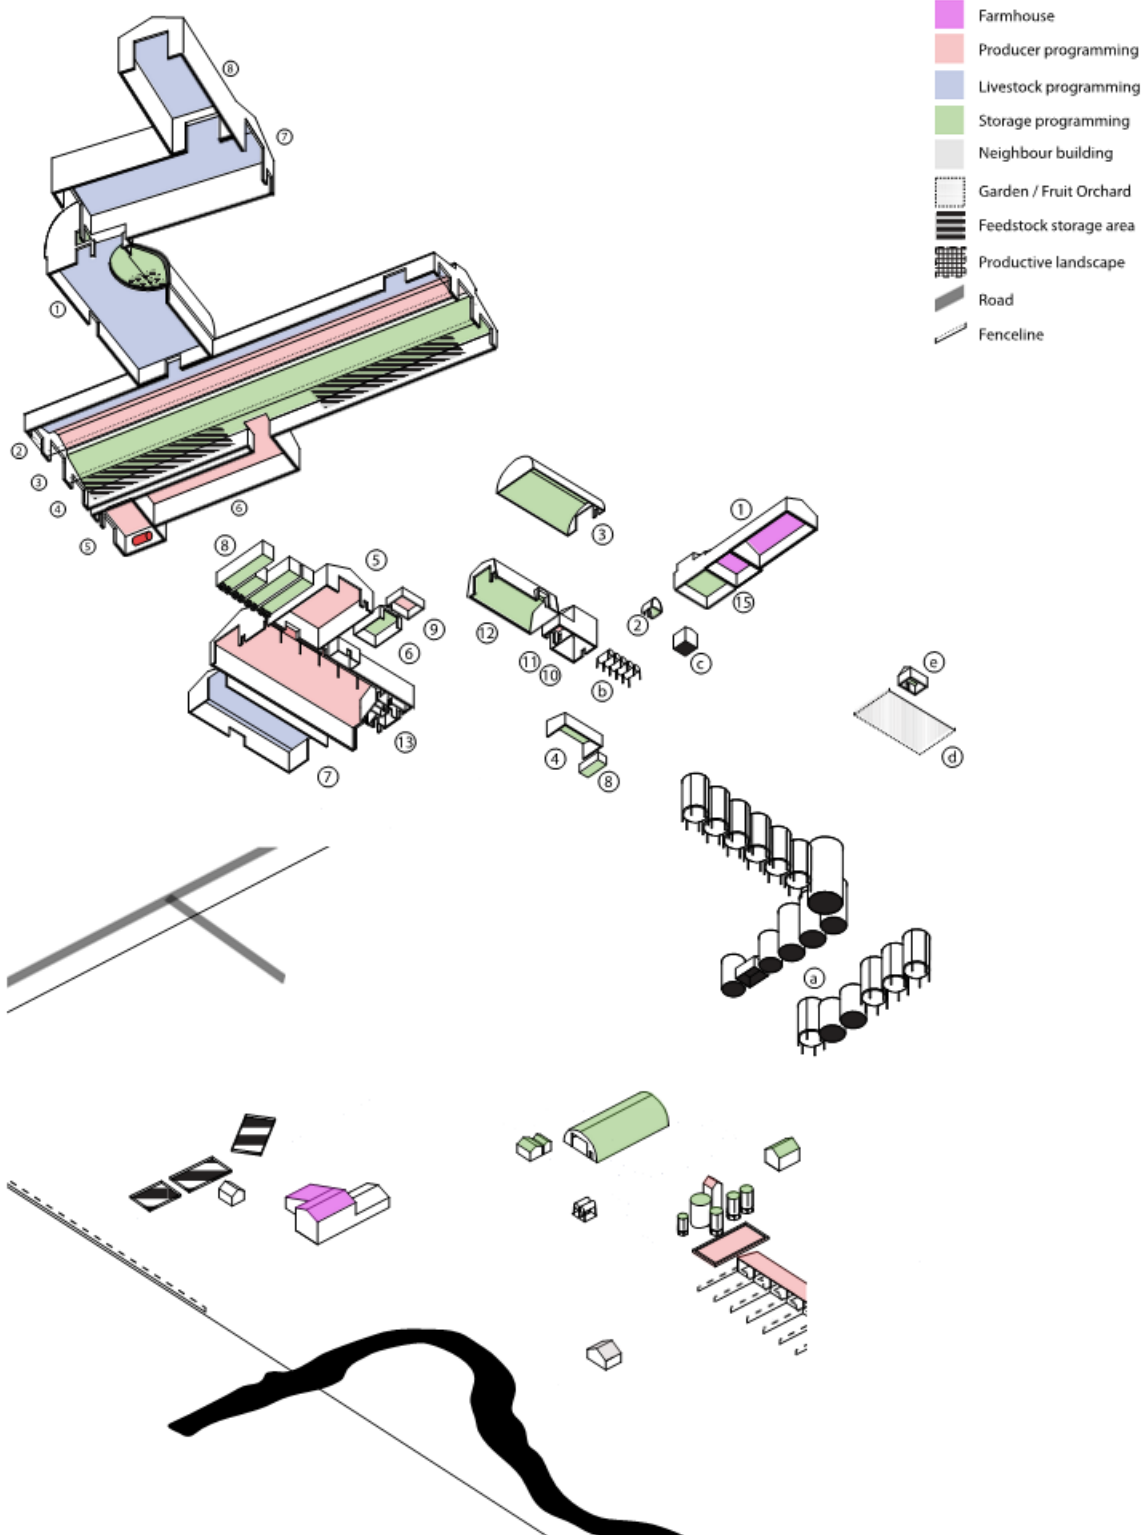 Farmhouse
Producer programming
Livestock programming
Storage programming
Neighbour building
Garden / Fruit Orchard
Feedstock storage area
Productive landscape
Road
Fenceline
8
7
1
2
3
4
5
6
3
1
15
2
c
8
5
9
6
12
11
10
b
e
d
13
7
4
8
a